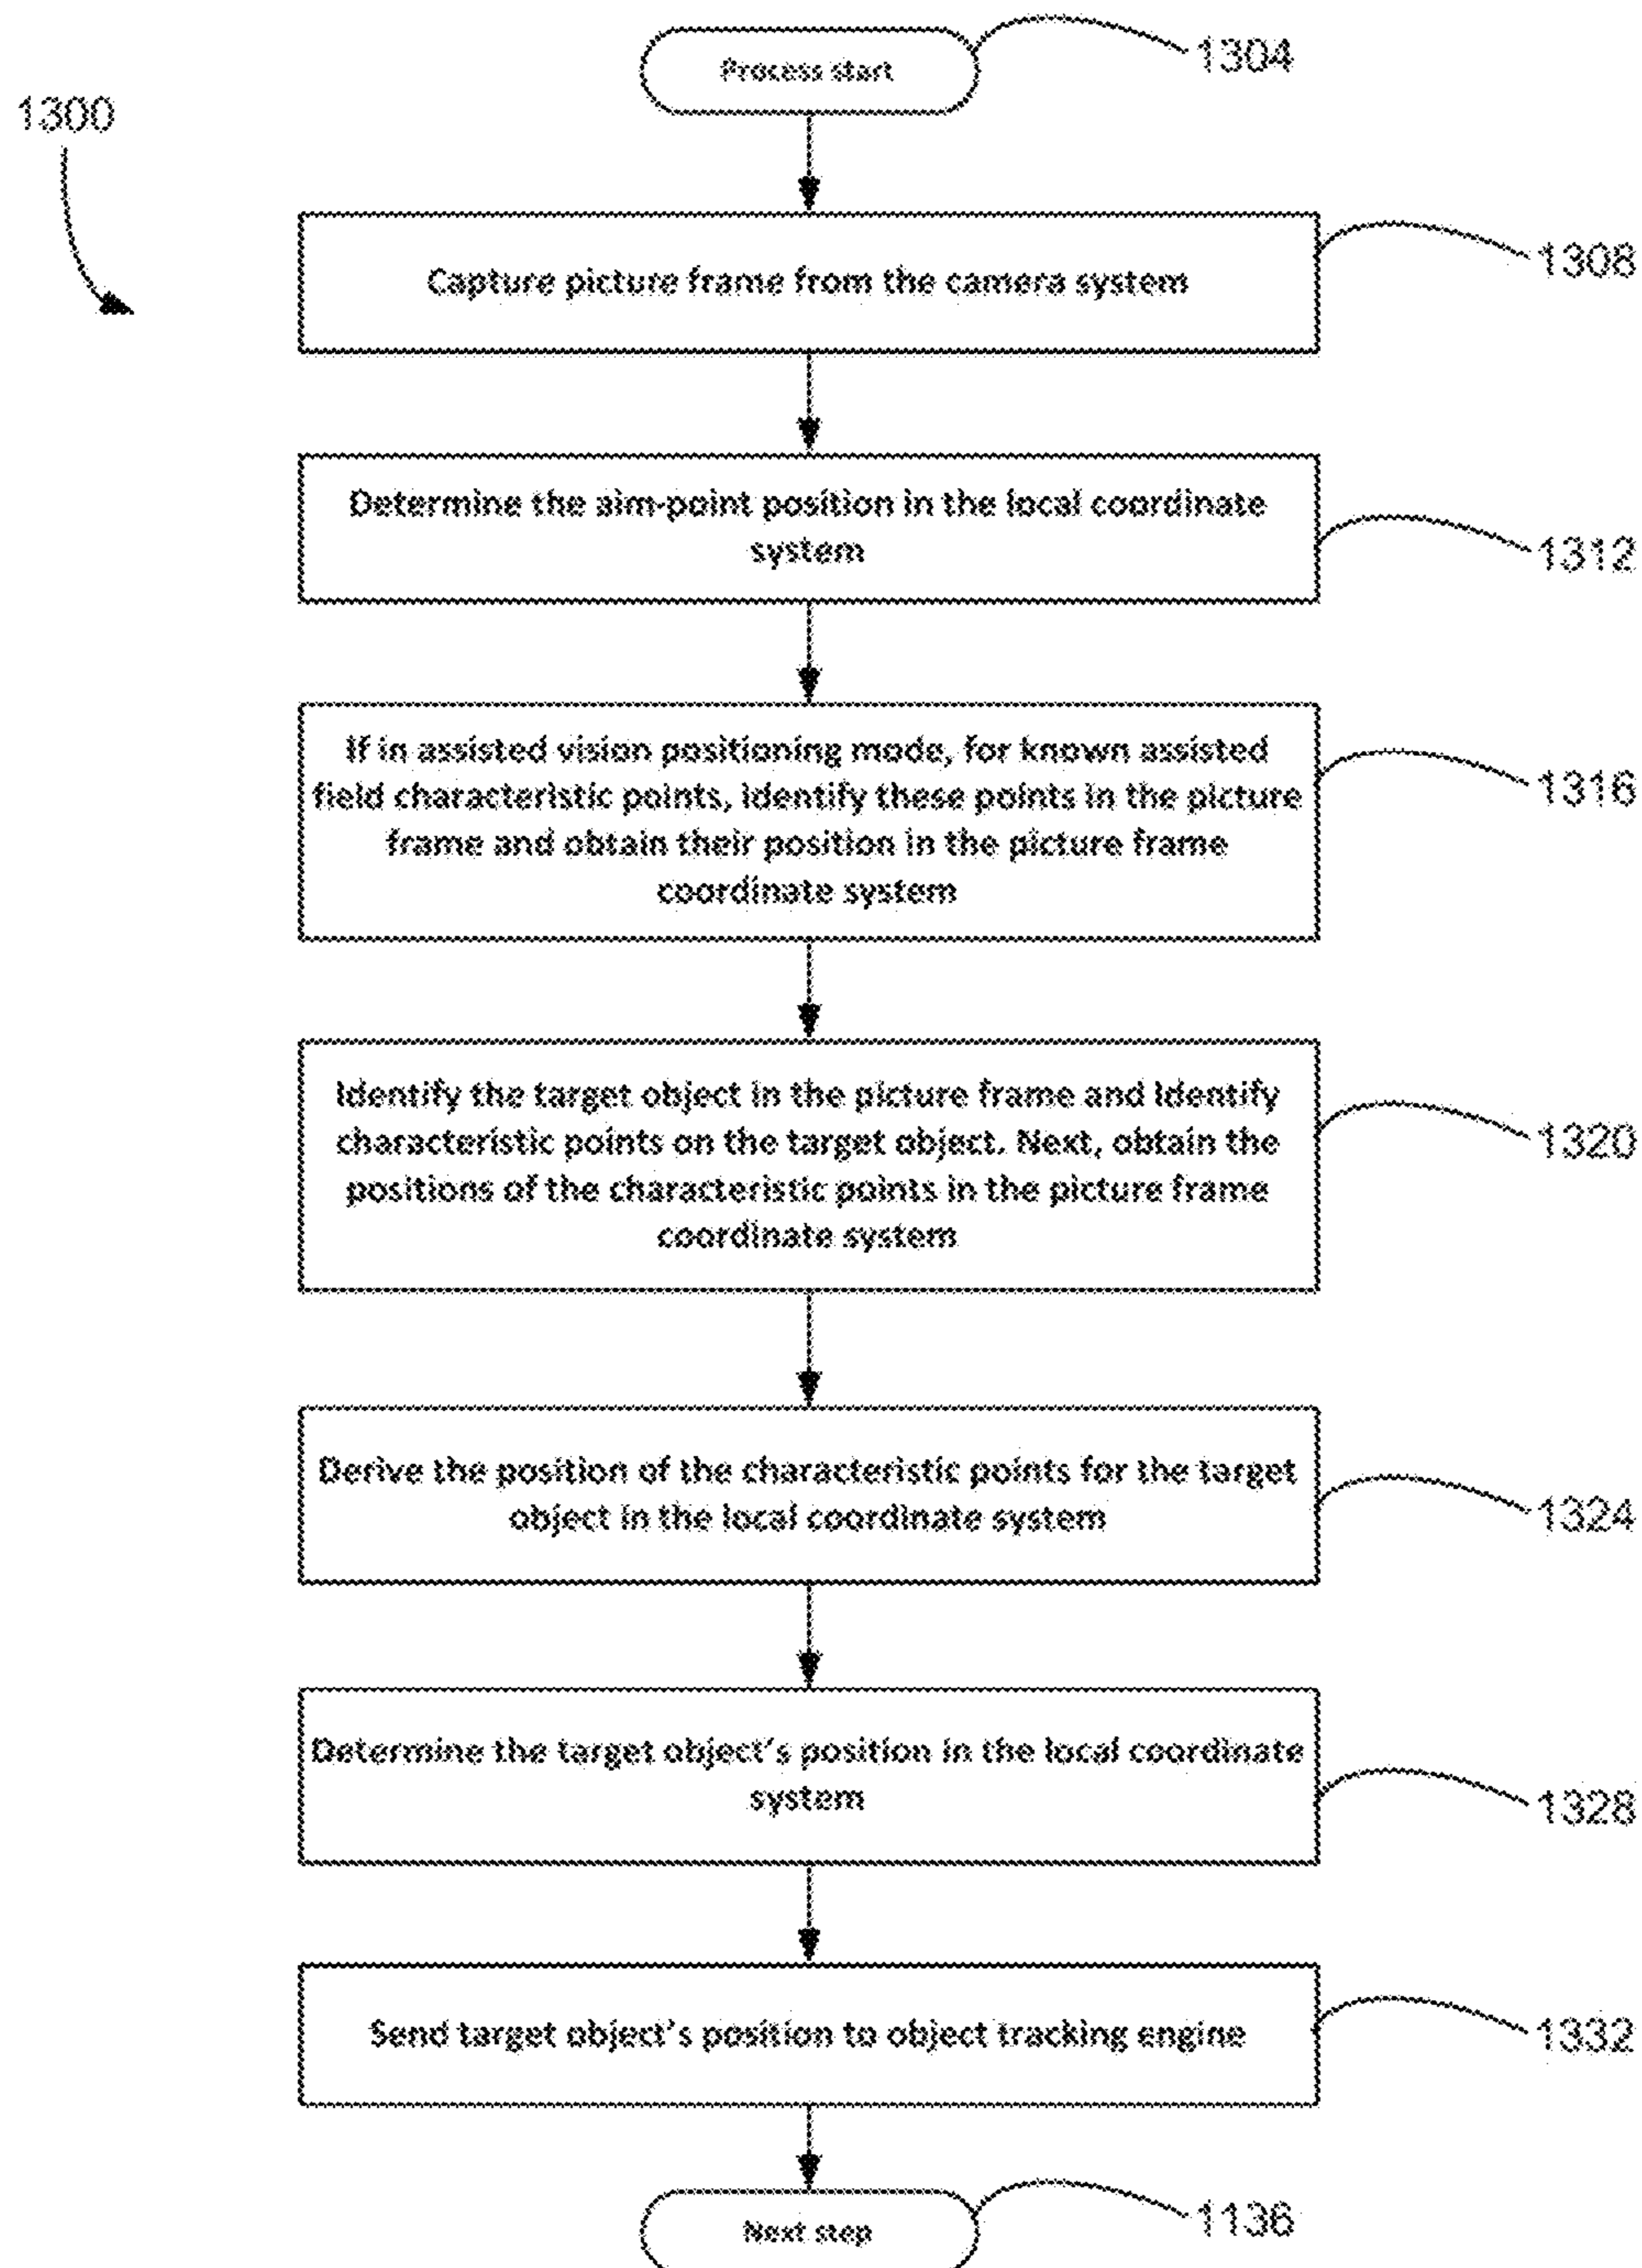 Process start
1304
1300
Capture picture frame from the camera system
1308
Determine the aim-point position in the local coordinate
system
1312
If in assisted vision positioning mode, for known assisted
field characteristic points, identify these points in the picture
frame and obtain their position in the picture frame
coordinate system
1316
Identify the target object in the picture frame and Identify
characteristic points on the target object. Next, obtain the
positions of the characteristic points in the picture frame
coordinate system
1320
Derive the position of the characteristic points for the target
object in the local coordinate system
1324
Determine the target object's position in the local coordinate
system
1328
Send target object's position to object tracking engine
1332
Next step
1136